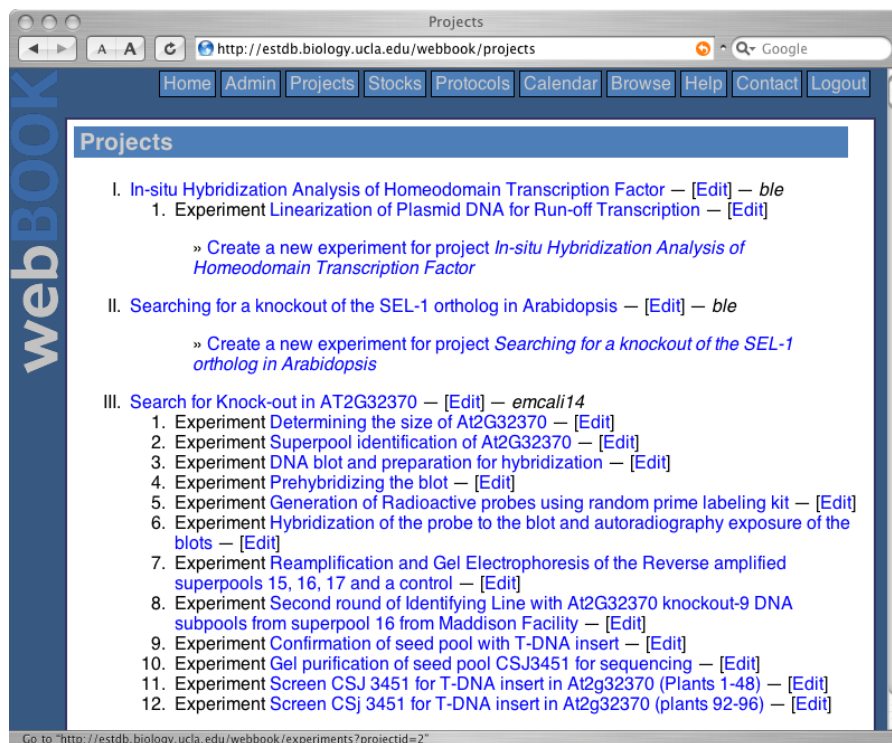 Projects
A A http://estdb.biology.ucla.edu/webbook/projects Google
Home Admin Projects Stocks Protocols Calendar Browse Help Contact Logout
webBOOK
Projects
I. In-situ Hybridization Analysis of Homeodomain Transcription Factor — [Edit] — ble
1. Experiment Linearization of Plasmid DNA for Run-off Transcription — [Edit]
» Create a new experiment for project In-situ Hybridization Analysis of
Homeodomain Transcription Factor
II. Searching for a knockout of the SEL-1 ortholog in Arabidopsis — [Edit] — ble
» Create a new experiment for project Searching for a knockout of the SEL-1
ortholog in Arabidopsis
III. Search for Knock-out in AT2G32370 — [Edit] — emcali14
1. Experiment Determining the size of At2G32370 — [Edit]
2. Experiment Superpool identification of At2G32370 — [Edit]
3. Experiment DNA blot and preparation for hybridization — [Edit]
4. Experiment Prehybridizing the blot — [Edit]
5. Experiment Generation of Radioactive probes using random prime labeling kit — [Edit]
6. Experiment Hybridization of the probe to the blot and autoradiography exposure of the
blots — [Edit]
7. Experiment Reamplification and Gel Electrophoresis of the Reverse amplified
superpools 15, 16, 17 and a control — [Edit]
8. Experiment Second round of Identifying Line with At2G32370 knockout-9 DNA
subpools from superpool 16 from Maddison Facility — [Edit]
9. Experiment Confirmation of seed pool with T-DNA insert — [Edit]
10. Experiment Gel purification of seed pool CSJ3451 for sequencing — [Edit]
11. Experiment Screen CSJ 3451 for T-DNA insert in At2g32370 (Plants 1-48) — [Edit]
12. Experiment Screen CSj 3451 for T-DNA insert in At2g32370 (plants 92-96) — [Edit]
Go to "http://estdb.biology.ucla.edu/webbook/experiments?projectid=2"